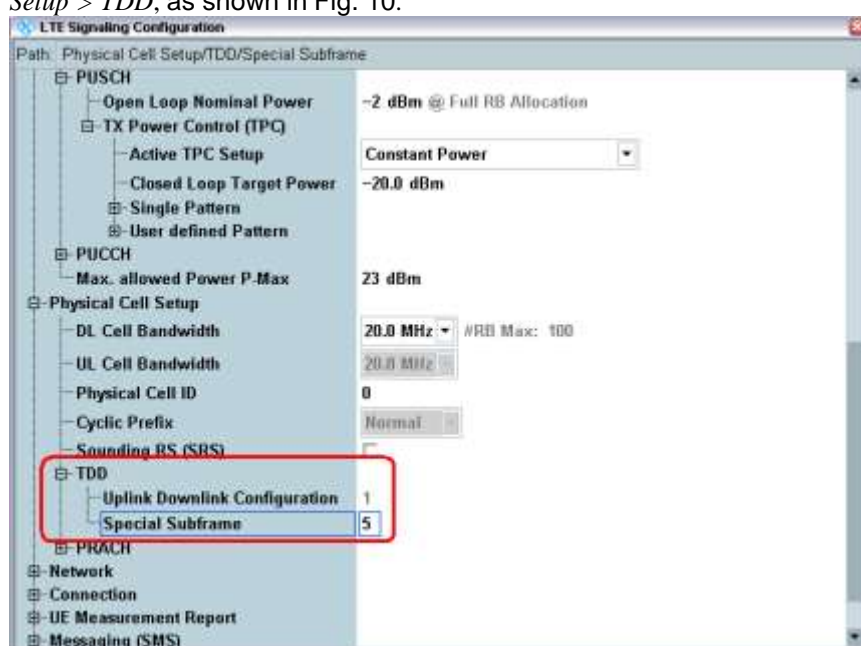 Setup > TDD, as shown in Fig. 10.
LTE Signaling Configuration
Path: Physical Cell Setup/TDD/Special Subframe
PUSCH
Open Loop Nominal Power -2 dBm @ Full RB Allocation
TX Power Control (TPC)
Active TPC Setup Constant Power
Closed Loop Target Power -20.0 dBm
Single Pattern
User defined Pattern
PUCCH
Max. allowed Power P-Max 23 dBm
Physical Cell Setup
DL Cell Bandwidth 20.0 MHz #RB Max: 100
UL Cell Bandwidth 20.0 MHz
Physical Cell ID 0
Cyclic Prefix Normal
Sounding RS (SRS)
TDD
Uplink Downlink Configuration 1
Special Subframe 5
PRACH
Network
Connection
UE Measurement Report
Messaging (SMS)